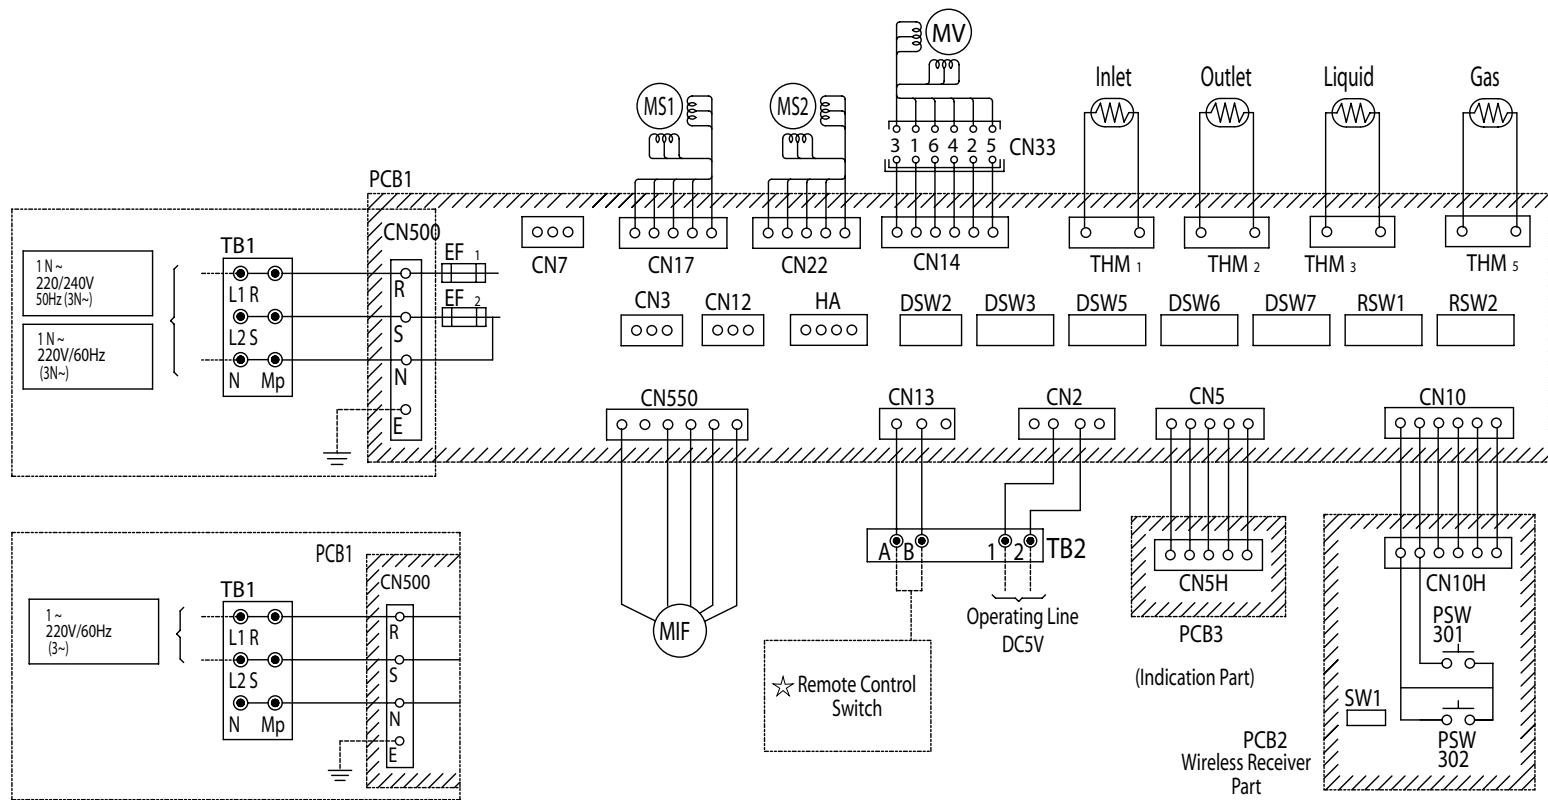 MV
Inlet
Outlet
Liquid
Gas
MS1
MS2
3 1 6 4 2 5
CN33
PCB1
1 N ~
220/240V
50Hz (3N~)
1 N ~
220V/60Hz
(3N~)
TB1
L1 R
L2 S
N Mp
CN500
R
S
N
E
EF 1
EF 2
CN7
CN17
CN22
CN14
THM 1
THM 2
THM 3
THM 5
CN3
CN12
HA
DSW2
DSW3
DSW5
DSW6
DSW7
RSW1
RSW2
CN550
CN13
CN2
CN5
CN10
MIF
A B 1 2
TB2
Operating Line
DC5V
☆ Remote Control
Switch
CN5H
PCB3
(Indication Part)
CN10H
PSW
301
SW1
PSW
302
PCB2
Wireless Receiver
Part
PCB1
1 ~
220V/60Hz
(3~)
TB1
L1 R
L2 S
N Mp
CN500
R
S
N
E